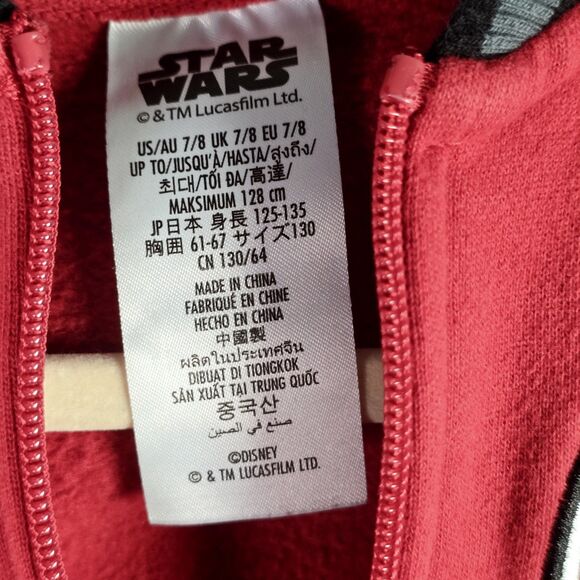 STAR
WARS
© & TM Lucasfilm Ltd.
US/AU 7/8 UK 7/8 EU 7/8
UP TO/JUSQU'À/HASTA/สูงถึง/
최대/TỐI ĐA/高達/
MAKSIMUM 128 cm
JP日本 身長 125-135
胸囲 61-67 サイズ130
CN 130/64
MADE IN CHINA
FABRIQUÉ EN CHINE
HECHO EN CHINA
中國製
ผลิตในประเทศจีน
DIBUAT DI TIONGKOK
SẢN XUẤT TẠI TRUNG QUỐC
중국산
صنع في الصين
©DISNEY
© & TM LUCASFILM LTD.